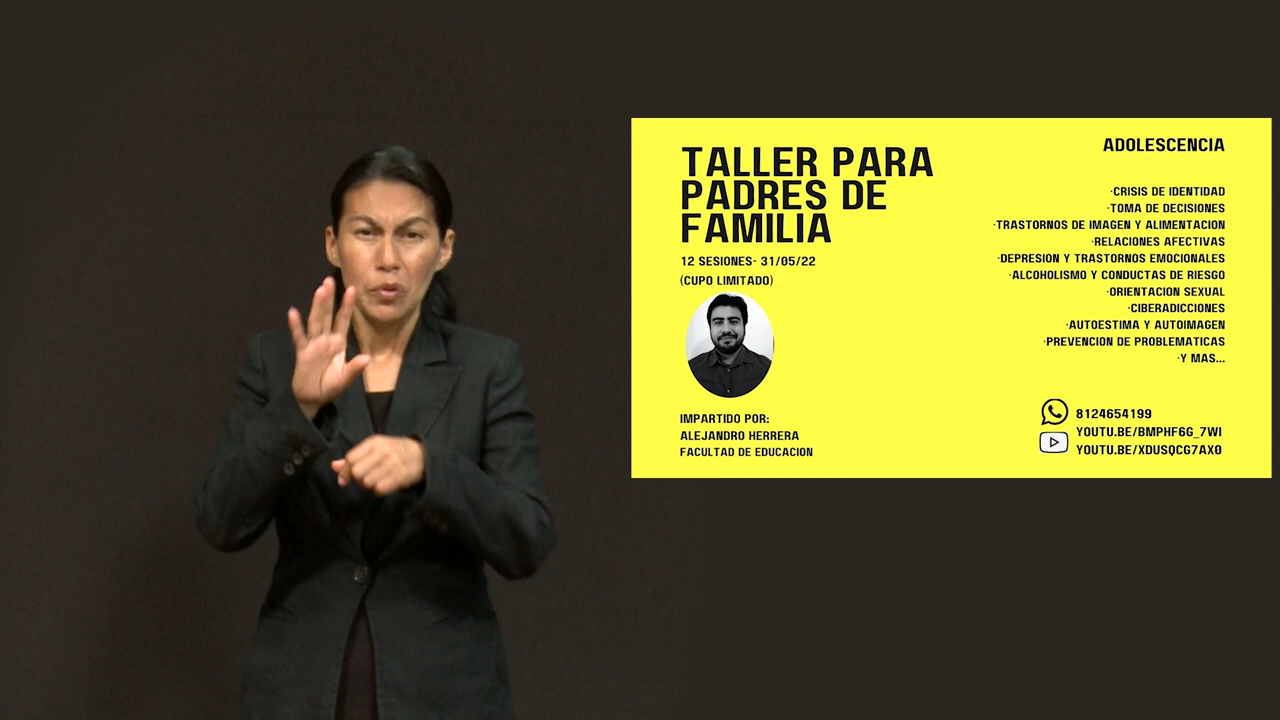 TALLER PARA
PADRES DE
FAMILIA
12 SESIONES- 31/05/22
(CUPO LIMITADO)
IMPARTIDO POR:
ALEJANDRO HERRERA
FACULTAD DE EDUCACION
ADOLESCENCIA
·CRISIS DE IDENTIDAD
·TOMA DE DECISIONES
·TRASTORNOS DE IMAGEN Y ALIMENTACION
·RELACIONES AFECTIVAS
·DEPRESION Y TRASTORNOS EMOCIONALES
·ALCOHOLISMO Y CONDUCTAS DE RIESGO
·ORIENTACION SEXUAL
·CIBERADICCIONES
·AUTOESTIMA Y AUTOIMAGEN
·PREVENCION DE PROBLEMATICAS
·Y MAS...
8124654199
YOUTU.BE/BMPHF6G_7WI
YOUTU.BE/XDUSQCG7AX0